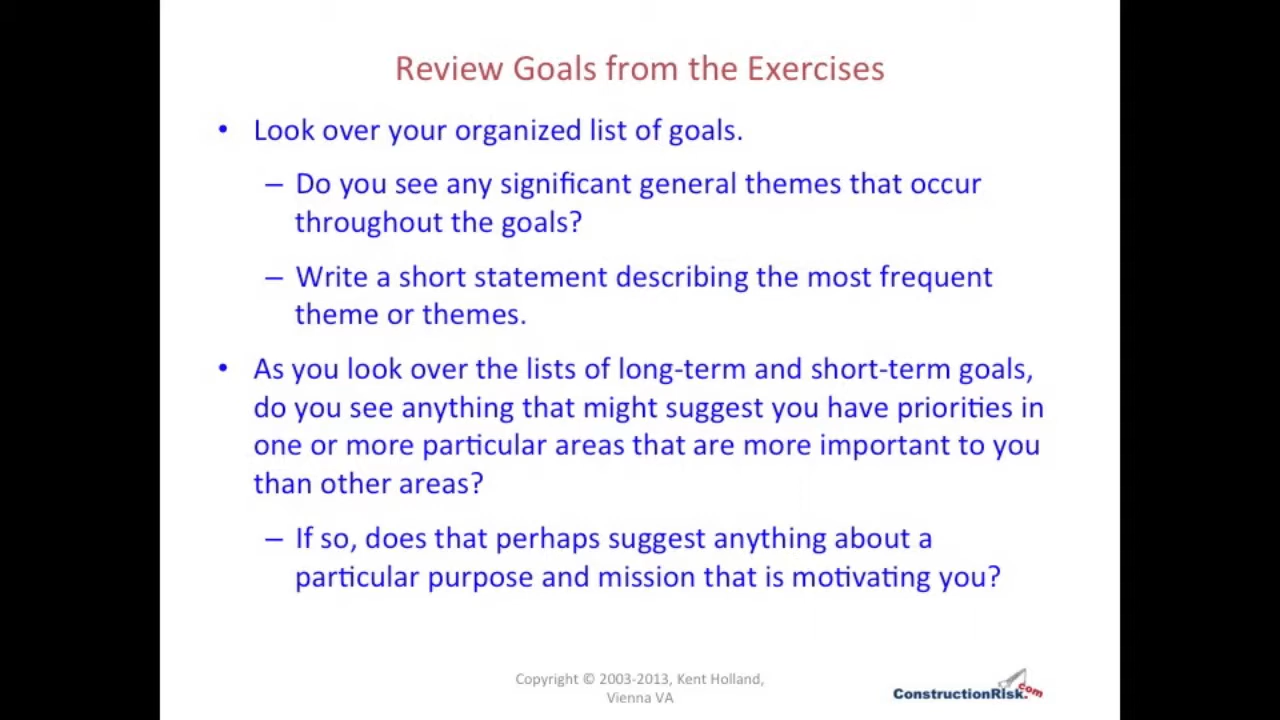 Review Goals from the Exercises
• Look over your organized list of goals.
– Do you see any significant general themes that occur
throughout the goals?
– Write a short statement describing the most frequent
theme or themes.
• As you look over the lists of long-term and short-term goals,
do you see anything that might suggest you have priorities in
one or more particular areas that are more important to you
than other areas?
– If so, does that perhaps suggest anything about a
particular purpose and mission that is motivating you?
Copyright © 2003-2013, Kent Holland,
Vienna VA
ConstructionRisk.com